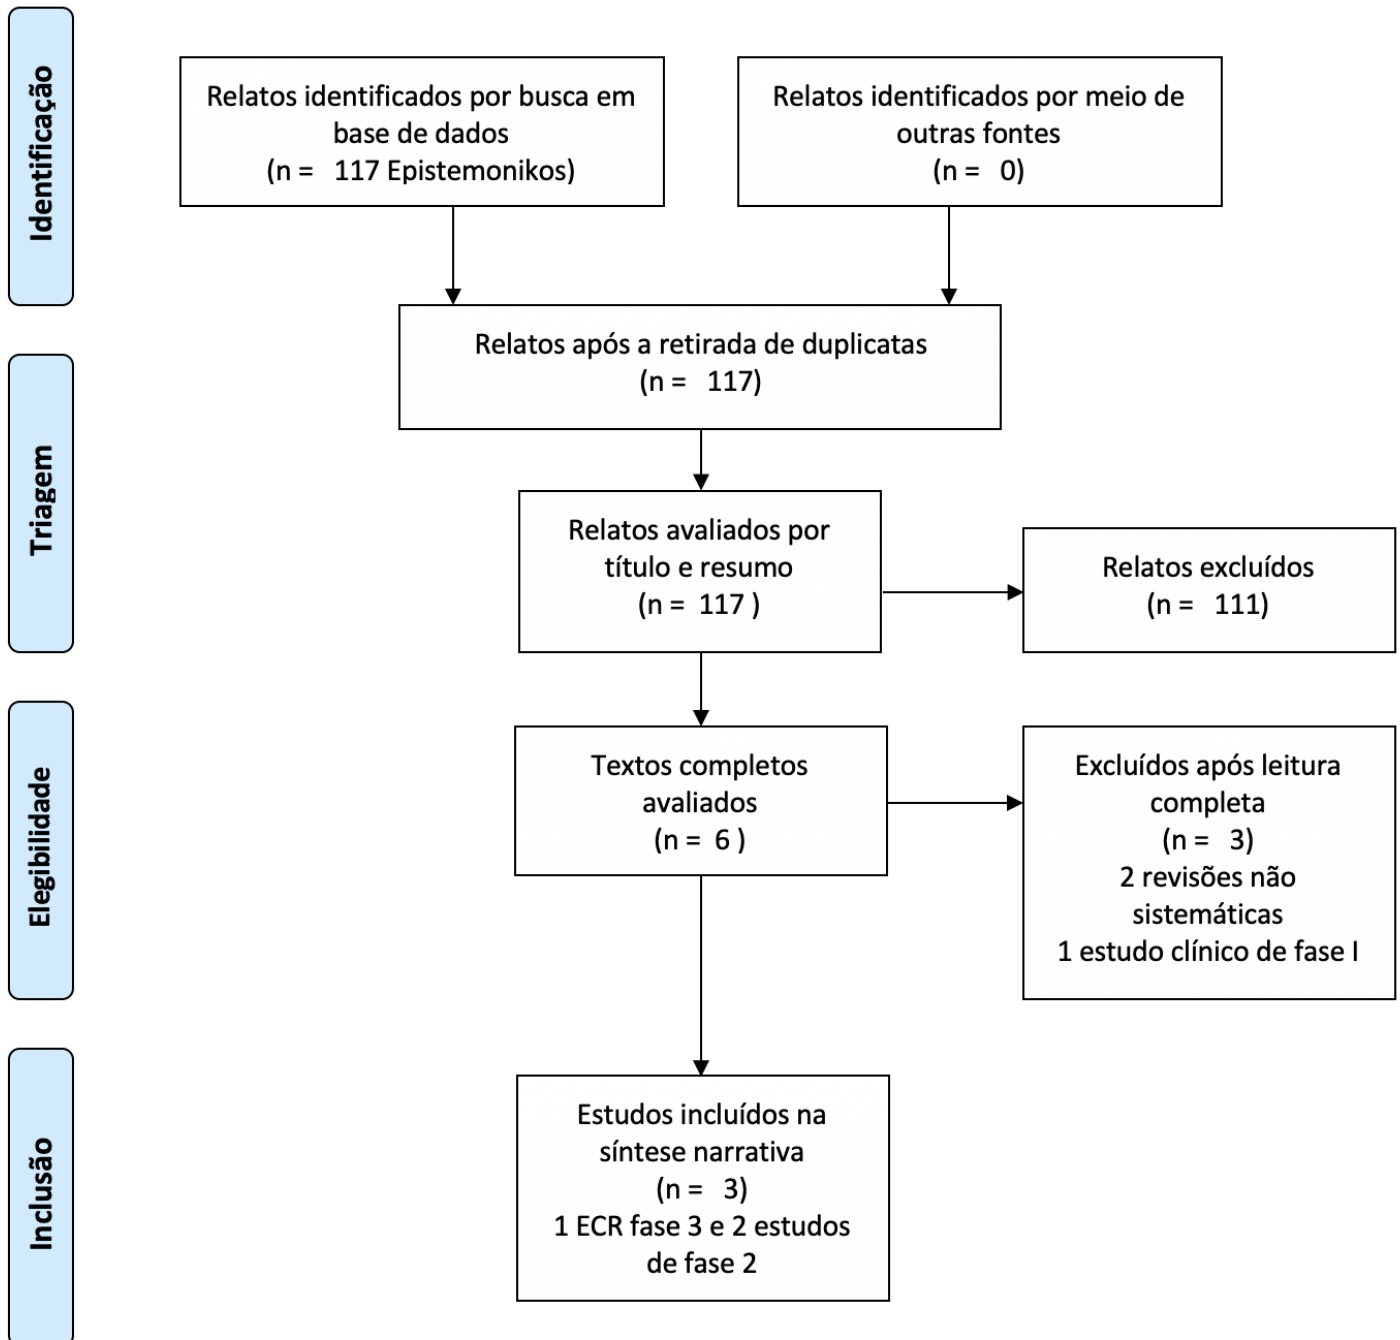 Identificação
Relatos identificados por busca em
base de dados
(n =   117 Epistemonikos)
Relatos identificados por meio de
outras fontes
(n =   0)
Relatos após a retirada de duplicatas
(n =   117)
Triagem
Relatos avaliados por
título e resumo
(n =  117 )
Relatos excluídos
(n =   111)
Elegibilidade
Textos completos
avaliados
(n =  6 )
Excluídos após leitura
completa
(n =   3)
2 revisões não
sistemáticas
1 estudo clínico de fase I
Inclusão
Estudos incluídos na
síntese narrativa
(n =   3)
1 ECR fase 3 e 2 estudos
de fase 2